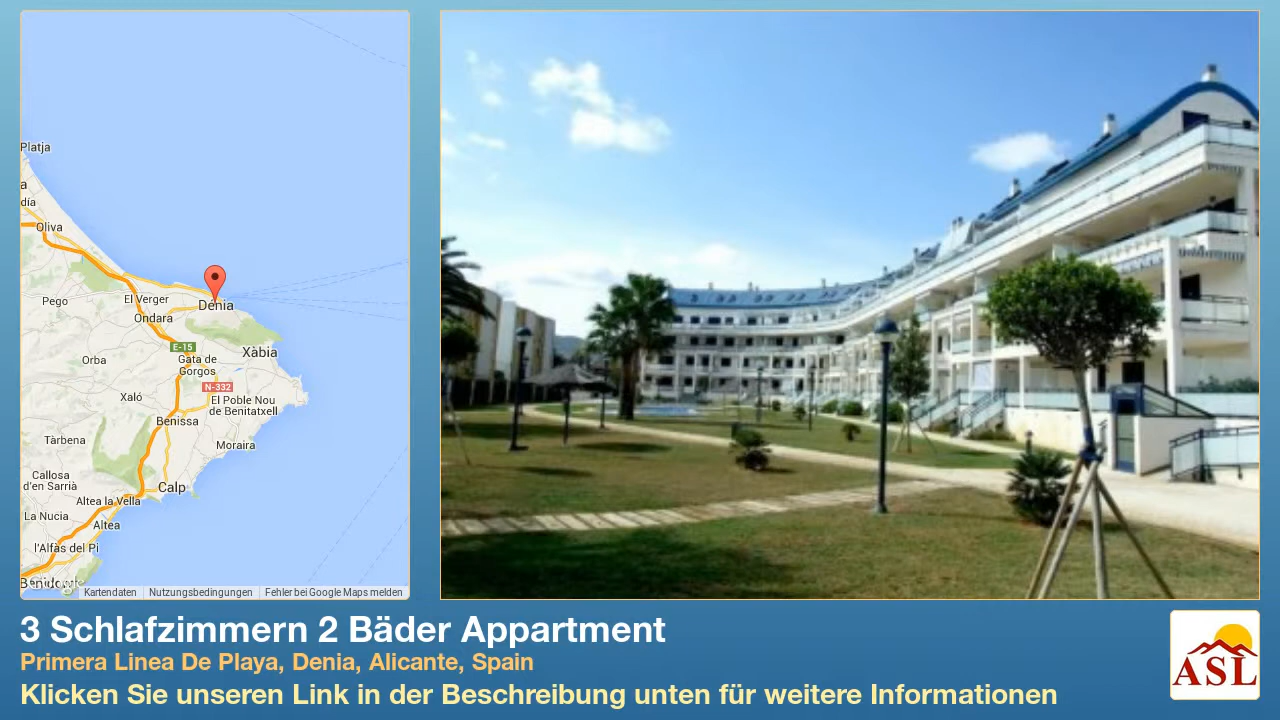 Platja
a
día
Oliva
Pego
El Verger
Dénia
Ondara
E-15
Xàbia
Orba
Gata de
Gorgos
N-332
Xaló
El Poble Nou
de Benitatxell
Benissa
Tàrbena
Moraira
Callosa
d'en Sarrià
Calp
Altea la Vella
La Nucia
Altea
l'Alfàs del Pi
Benidorm
Kartendaten
Nutzungsbedingungen
Fehler bei Google Maps melden
3 Schlafzimmern 2 Bäder Appartment
Primera Linea De Playa, Denia, Alicante, Spain
Klicken Sie unseren Link in der Beschreibung unten für weitere Informationen
ASL